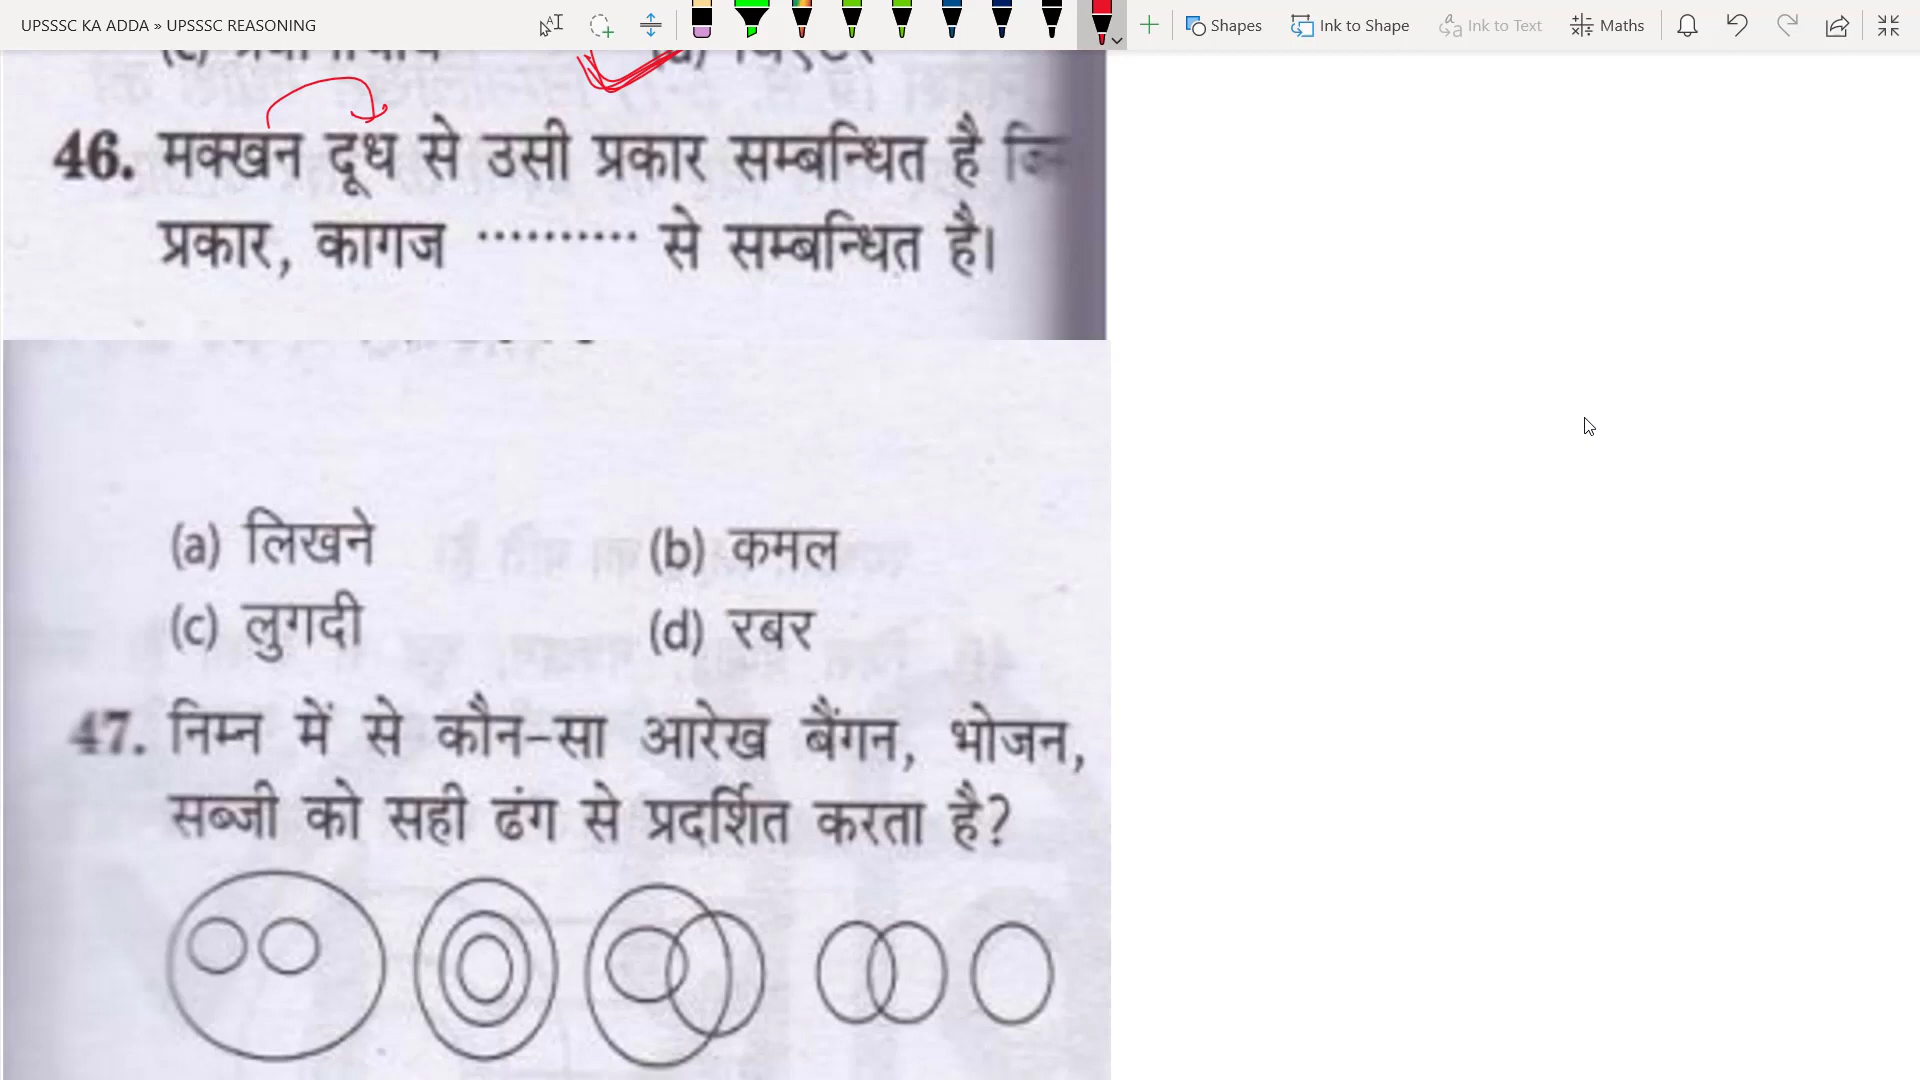 UPSSSC KA ADDA » UPSSSC REASONING
Shapes
Ink to Shape
Ink to Text
Maths
46. मक्खन दूध से उसी प्रकार सम्बन्धित है
प्रकार, कागज ·········· से सम्बन्धित है।
(a) लिखने (b) कमल
(c) लुगदी (d) रबर
47. निम्न में से कौन-सा आरेख बैंगन, भोजन,
सब्जी को सही ढंग से प्रदर्शित करता है?